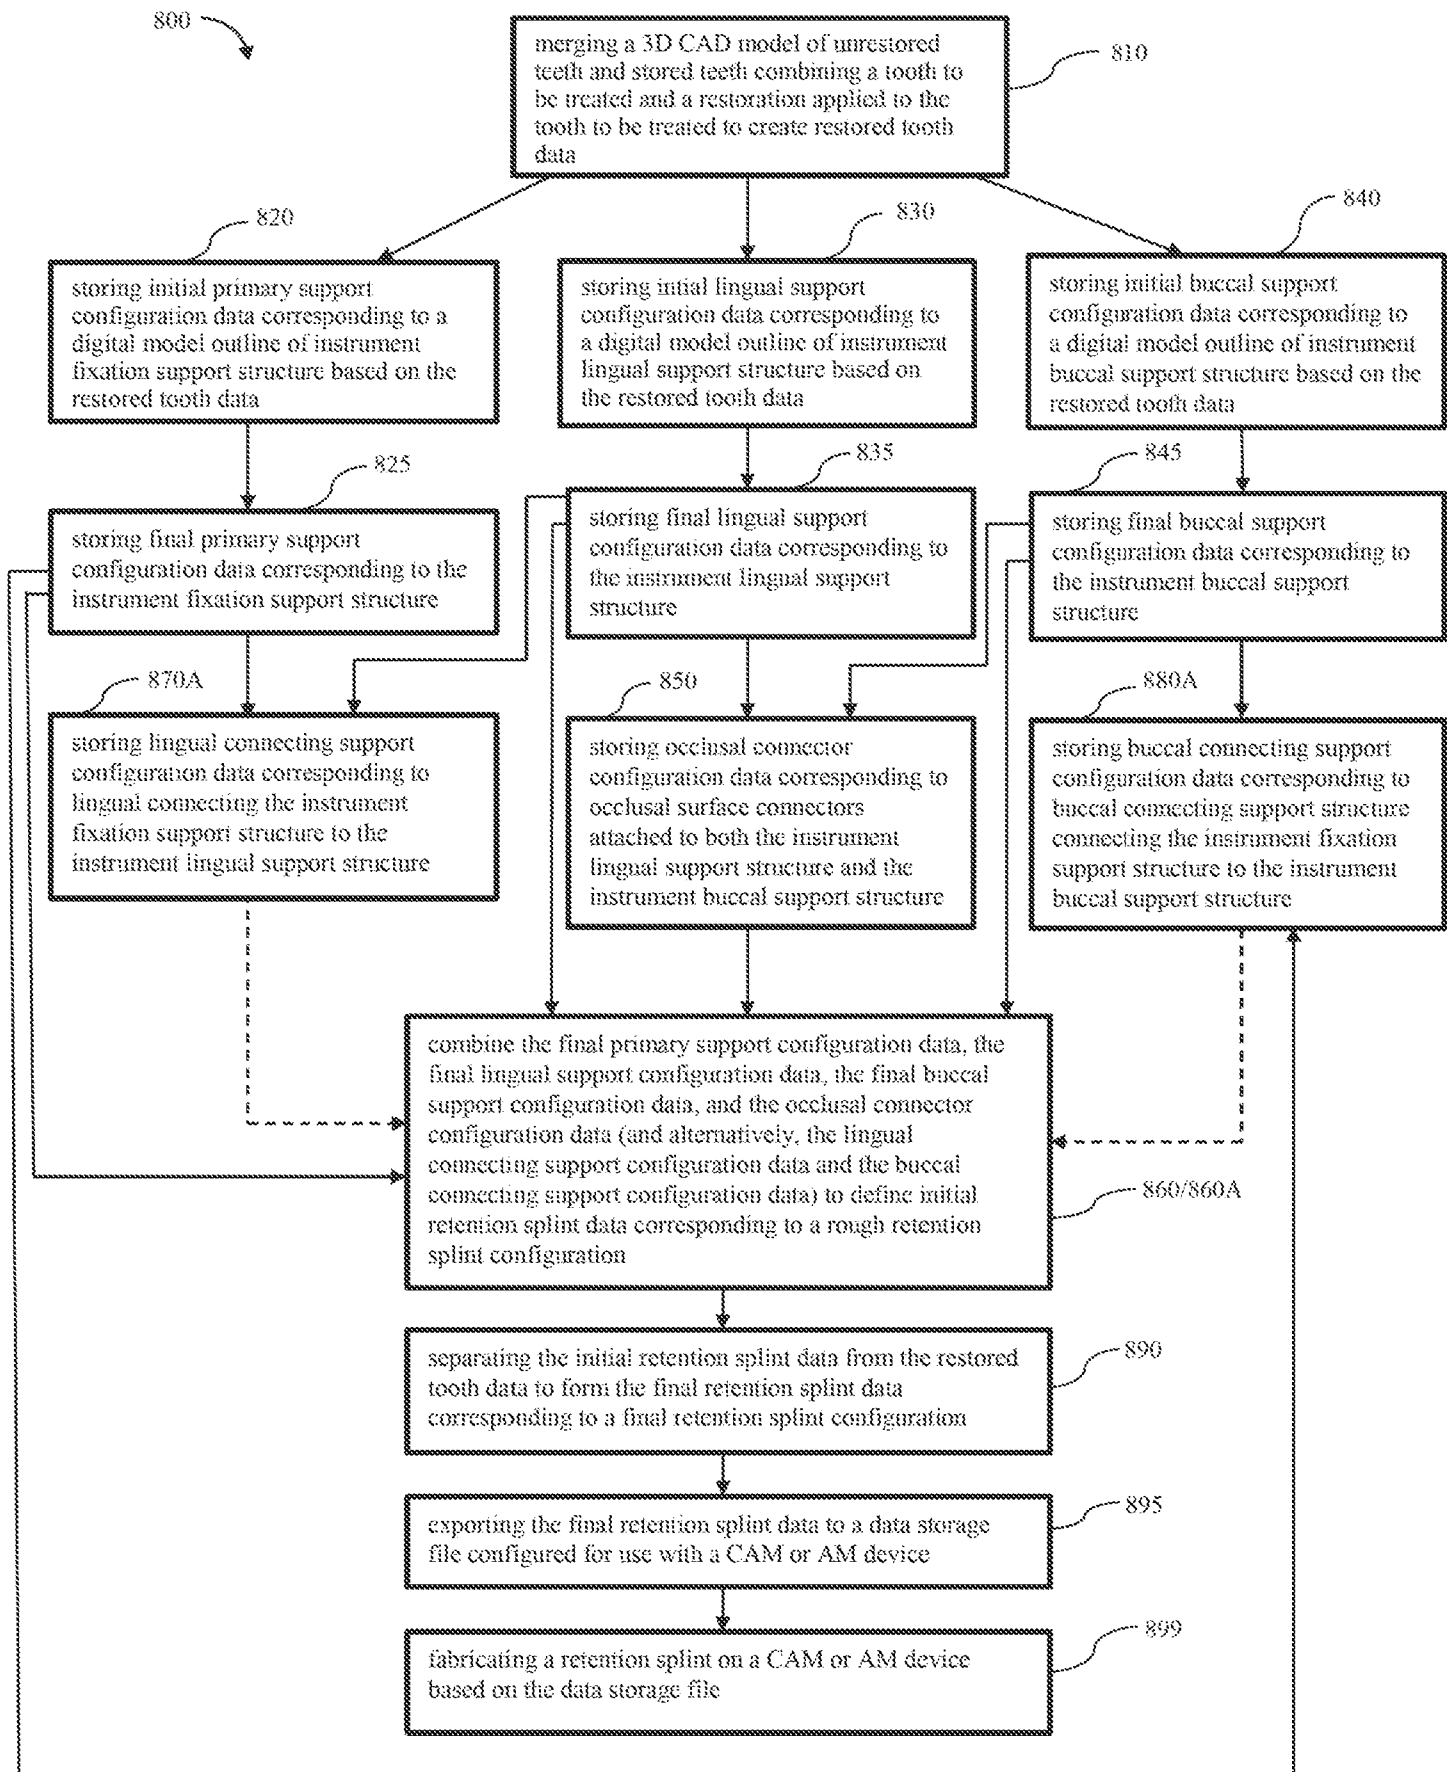 800
merging a 3D CAD model of unrestored
teeth and stored teeth combining a tooth to
be treated and a restoration applied to the
tooth to be treated to create restored tooth
data
810
820
830
840
storing initial primary support
configuration data corresponding to a
digital model outline of instrument
fixation support structure based on the
restored tooth data
storing intial lingual support
configuration data corresponding to
a digital model outline of instrument
lingual support structure based on
the restored tooth data
storing initial buccal support
configuration data corresponding to
a digital model outline of instrument
buccal support structure based on the
restored tooth data
825
835
845
storing final primary support
configuration data corresponding to the
instrument fixation support structure
storing final lingual support
configuration data corresponding to
the instrument lingual support
structure
storing final buccal support
configuration data corresponding to
the instrument buccal support
structure
870A
850
880A
storing lingual connecting support
configuration data corresponding to
lingual connecting the instrument
fixation support structure to the
instrument lingual support structure
storing occlusal connector
configuration data corresponding to
occlusal surface connectors
attached to both the instrument
lingual support structure and the
instrument buccal support structure
storing buccal connecting support
configuration data corresponding to
buccal connecting support structure
connecting the instrument fixation
support structure to the instrument
buccal support structure
combine the final primary support configuration data, the
final lingual support configuration data, the final buccal
support configuration data, and the occlusal connector
configuration data (and alternatively, the lingual
connecting support configuration data and the buccal
connecting support configuration data) to define initial
retention splint data corresponding to a rough retention
splint configuration
860/860A
separating the initial retention splint data from the restored
tooth data to form the final retention splint data
corresponding to a final retention splint configuration
890
exporting the final retention splint data to a data storage
file configured for use with a CAM or AM device
895
fabricating a retention splint on a CAM or AM device
based on the data storage file
899